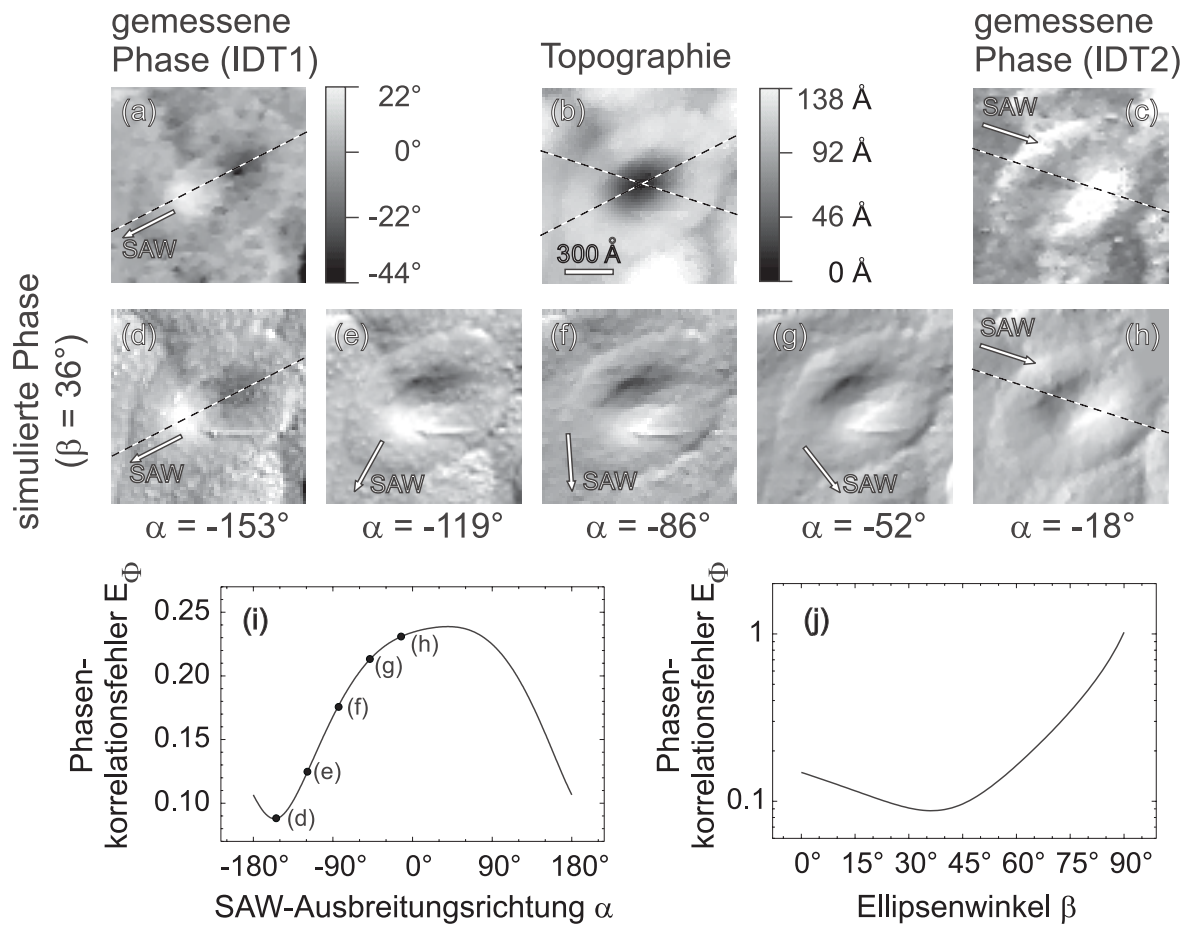 gemessene
Phase (IDT1)
Topographie
gemessene
Phase (IDT2)
(a)
SAW
22°
0°
-22°
-44°
(b)
300 Å
138 Å
92 Å
46 Å
0 Å
(c)
SAW
simulierte Phase
(β = 36°)
(d)
SAW
(e)
SAW
(f)
SAW
(g)
SAW
(h)
SAW
α = -153°
α = -119°
α = -86°
α = -52°
α = -18°
Phasen-
korrelationsfehler E_Φ
0.25
0.20
0.15
0.10
(i)
(d)
(e)
(f)
(g)
(h)
-180°
-90°
0°
90°
180°
SAW-Ausbreitungsrichtung α
Phasen-
korrelationsfehler E_Φ
1
0.1
(j)
0°
15°
30°
45°
60°
75°
90°
Ellipsenwinkel β